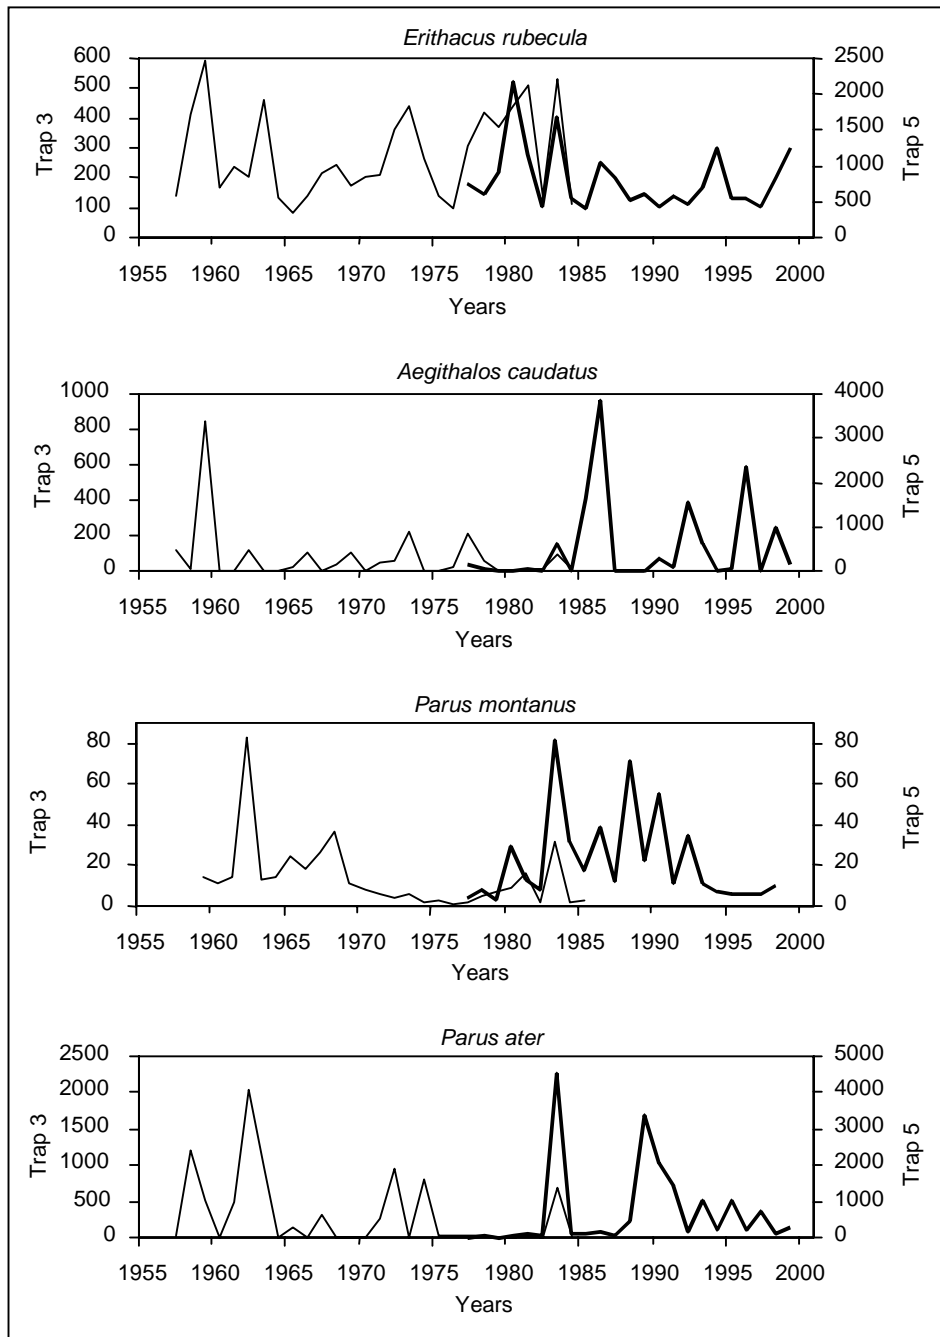 Erithacus rubecula
600 2500
500 2000
400 1500
300 1000
200 500
100 0
0
Trap 3
Trap 5
1955 1960 1965 1970 1975 1980 1985 1990 1995 2000
Years
Aegithalos caudatus
1000 4000
800 3000
600 2000
400 1000
200 0
0
Trap 3
Trap 5
1955 1960 1965 1970 1975 1980 1985 1990 1995 2000
Years
Parus montanus
80 80
60 60
40 40
20 20
0 0
Trap 3
Trap 5
1955 1960 1965 1970 1975 1980 1985 1990 1995 2000
Years
Parus ater
2500 5000
2000 4000
1500 3000
1000 2000
500 1000
0 0
Trap 3
Trap 5
1955 1960 1965 1970 1975 1980 1985 1990 1995 2000
Years